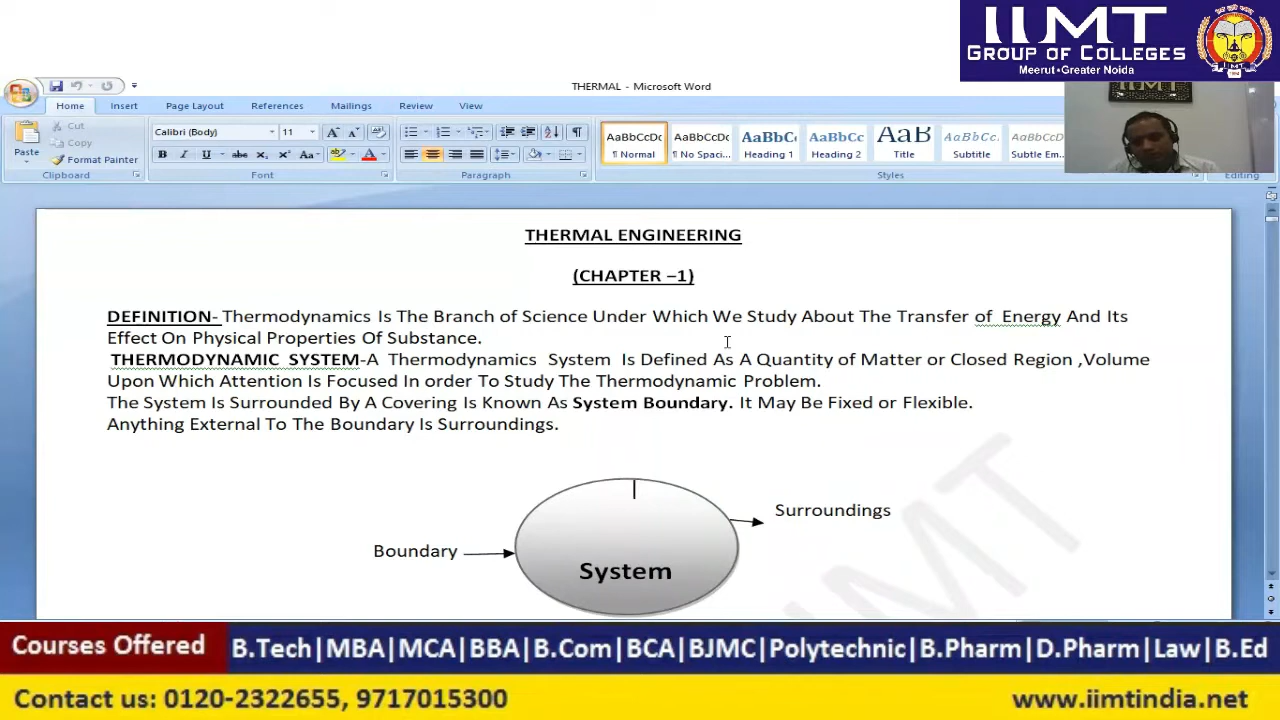 IIMT
GROUP OF COLLEGES
Meerut•Greater Noida
THERMAL - Microsoft Word
Home Insert Page Layout References Mailings Review View
Paste
Cut
Copy
Format Painter
Clipboard
Calibri (Body) 11
Font
Paragraph
AaBbCcDc AaBbCcDc AaBbC AaBbCc AaB AaBbCc. AaBbCcDc
¶ Normal ¶ No Spaci... Heading 1 Heading 2 Title Subtitle Subtle Em...
Styles
Editing
THERMAL ENGINEERING
(CHAPTER –1)
DEFINITION- Thermodynamics Is The Branch of Science Under Which We Study About The Transfer of Energy And Its
Effect On Physical Properties Of Substance.
THERMODYNAMIC SYSTEM-A Thermodynamics System Is Defined As A Quantity of Matter or Closed Region ,Volume
Upon Which Attention Is Focused In order To Study The Thermodynamic Problem.
The System Is Surrounded By A Covering Is Known As System Boundary. It May Be Fixed or Flexible.
Anything External To The Boundary Is Surroundings.
Surroundings
Boundary
System
IIMT
Courses Offered
B.Tech|MBA|MCA|BBA|B.Com|BCA|BJMC|Polytechnic|B.Pharm|D.Pharm|Law|B.Ed
Contact us: 0120-2322655, 9717015300
www.iimtindia.net